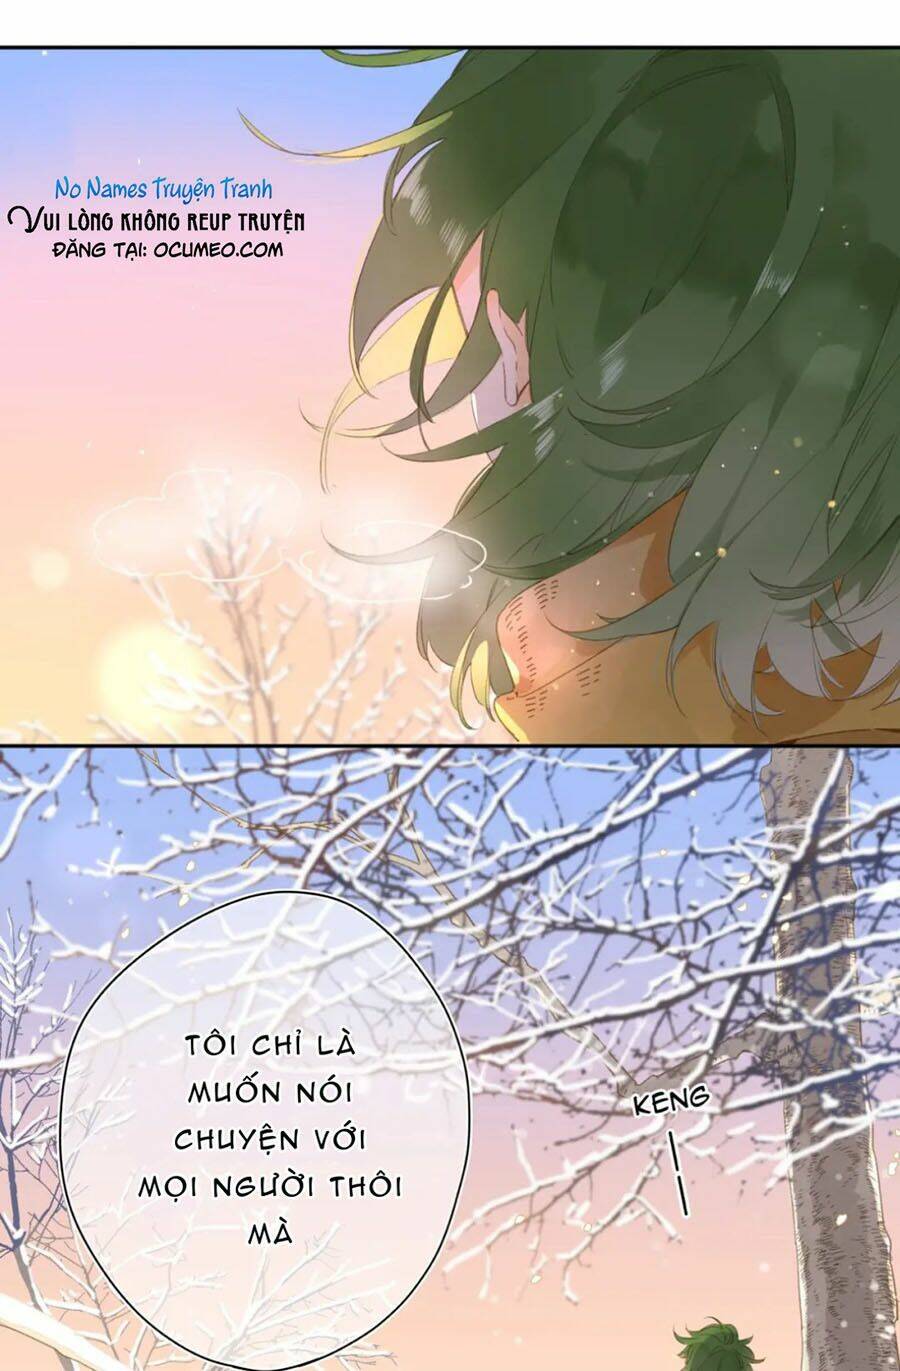 No Names Truyện Tranh
Vui lòng không reup truyện
Đăng tại: ocumeo.com
TÔI CHỈ LÀ
MUỐN NÓI
CHUYỆN VỚI
MỌI NGƯỜI THÔI
MÀ
KENG